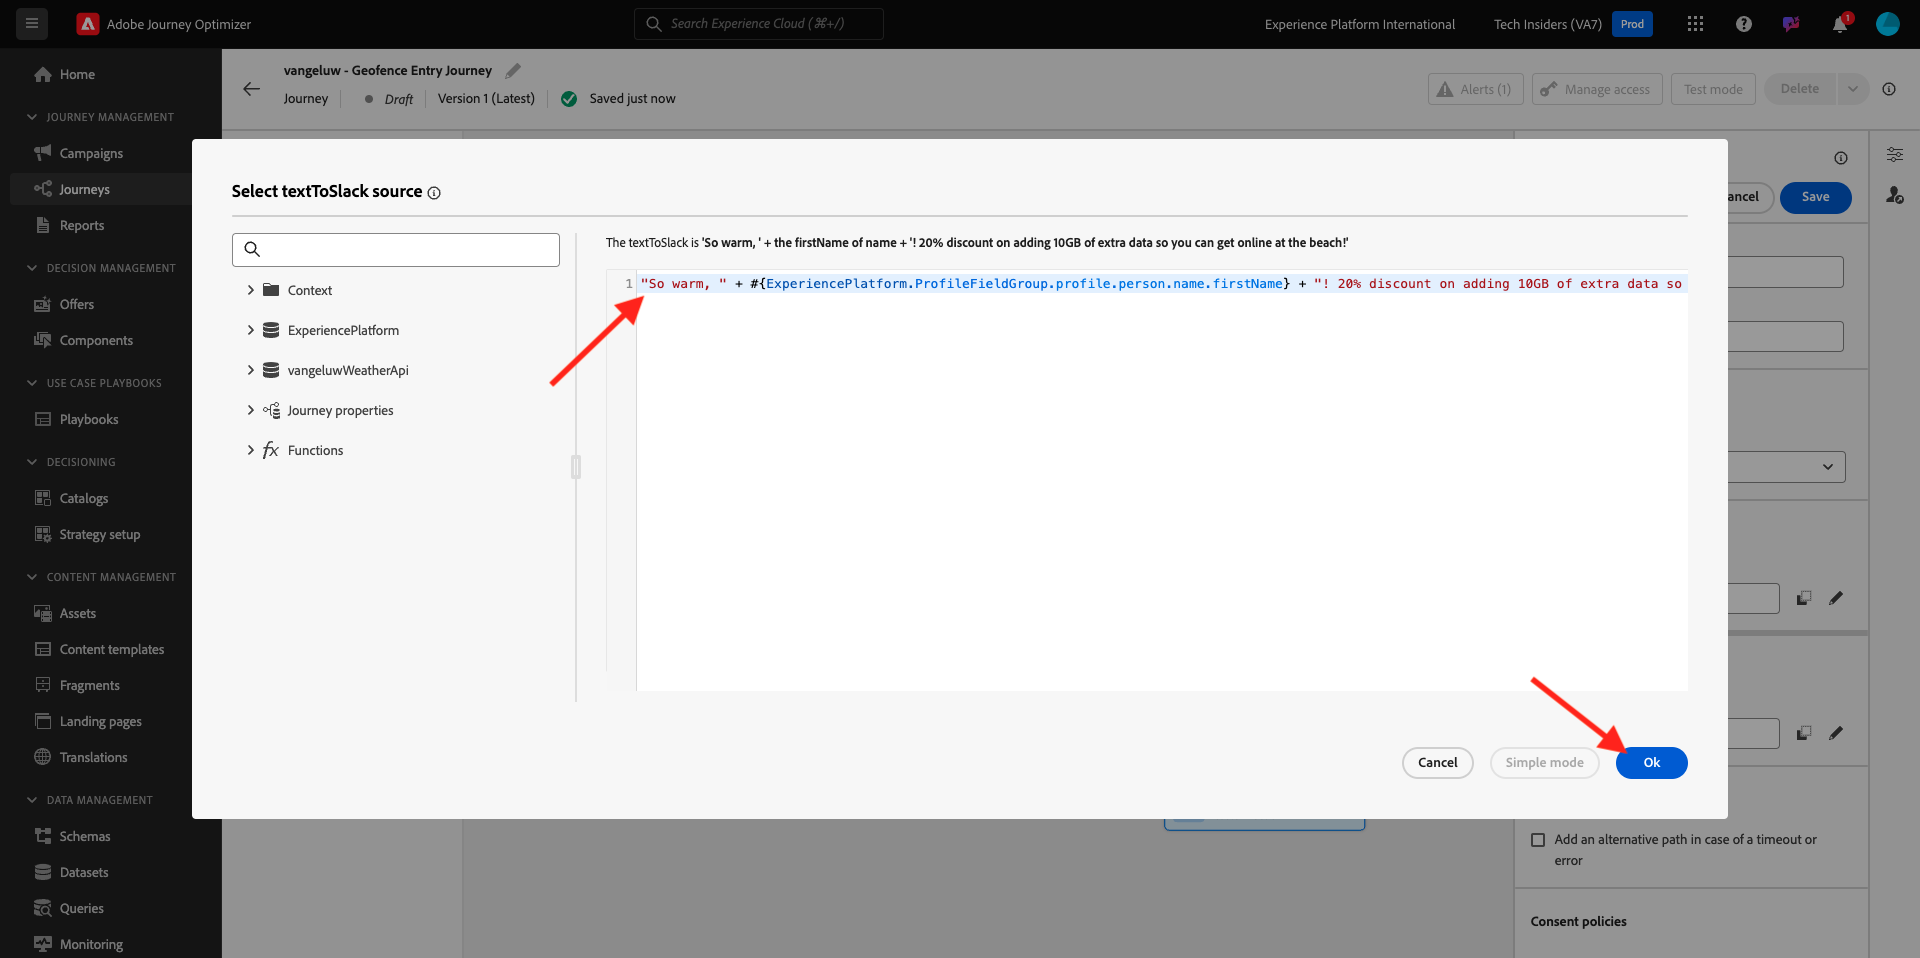 Adobe Journey Optimizer
Search Experience Cloud (⌘+/)
Experience Platform International
Tech Insiders (VA7)
Prod
1
Home
JOURNEY MANAGEMENT
Campaigns
Journeys
Reports
DECISION MANAGEMENT
Offers
Components
USE CASE PLAYBOOKS
Playbooks
DECISIONING
Catalogs
Strategy setup
CONTENT MANAGEMENT
Assets
Content templates
Fragments
Landing pages
Translations
DATA MANAGEMENT
Schemas
Datasets
Queries
Monitoring
vangeluw - Geofence Entry Journey
Journey
Draft
Version 1 (Latest)
Saved just now
Alerts (1)
Manage access
Test mode
Delete
ancel
Save
Select textToSlack source
Context
ExperiencePlatform
vangeluwWeatherApi
Journey properties
fx Functions
The textToSlack is 'So warm, ' + the firstName of name + '! 20% discount on adding 10GB of extra data so you can get online at the beach!'
1 "So warm, " + #{ExperiencePlatform.ProfileFieldGroup.profile.person.name.firstName} + "! 20% discount on adding 10GB of extra data so
Cancel
Simple mode
Ok
Add an alternative path in case of a timeout or
error
Consent policies